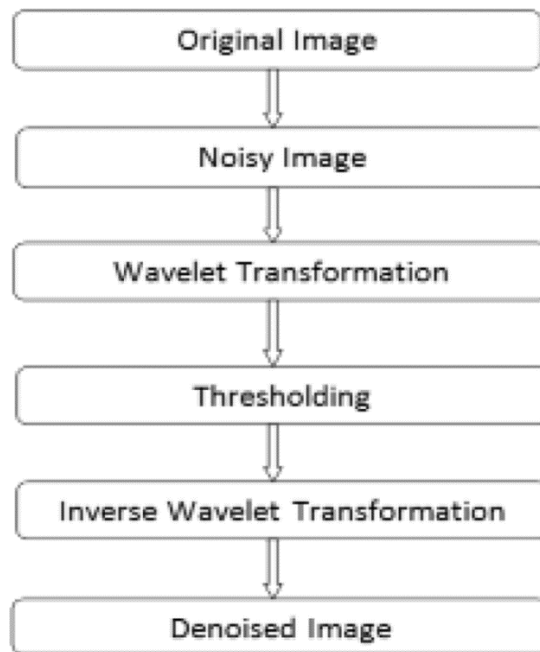 Original Image
Noisy Image
Wavelet Transformation
Thresholding
Inverse Wavelet Transformation
Denoised Image